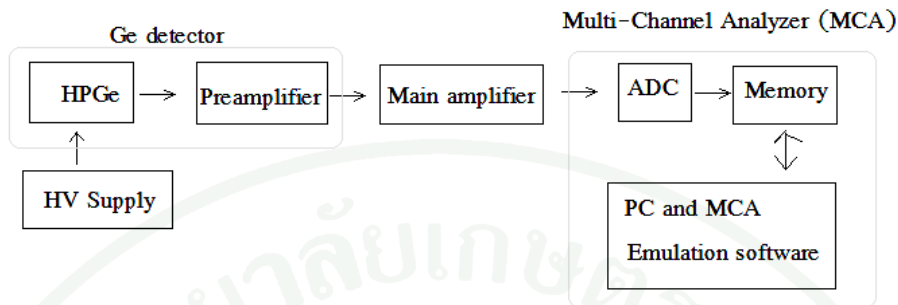 Multi-Channel Analyzer (MCA)
Ge detector
HPGe
Preamplifier
Main amplifier
ADC
Memory
HV Supply
PC and MCA
Emulation software